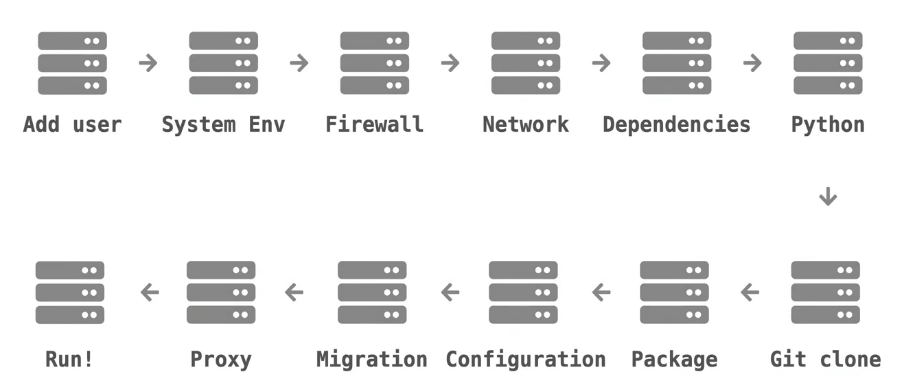 Add user
System Env
Firewall
Network
Dependencies
Python
Run!
Proxy
Migration
Configuration
Package
Git clone